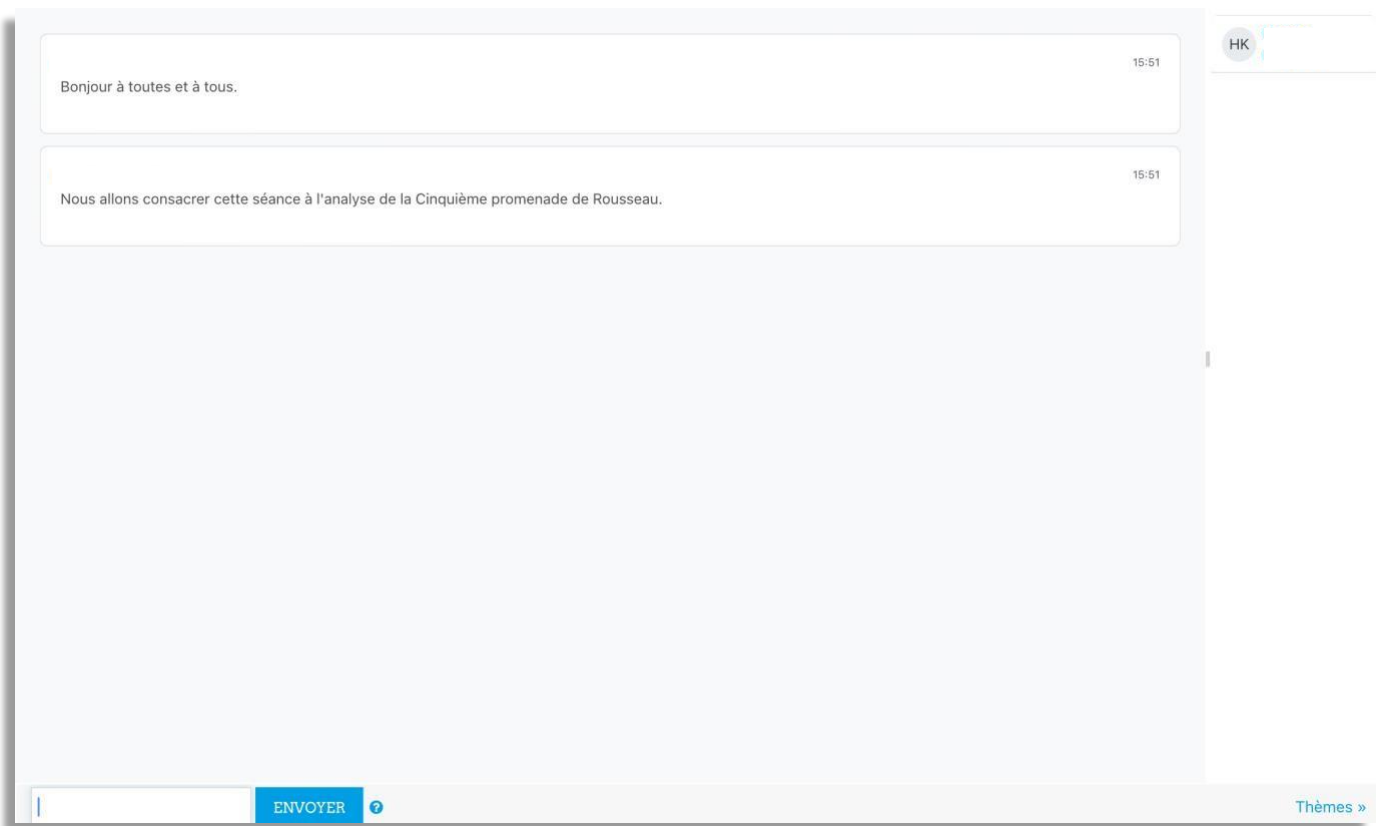 HK
15:51
Bonjour à toutes et à tous.
15:51
Nous allons consacrer cette séance à l'analyse de la Cinquième promenade de Rousseau.
ENVOYER ?
Thèmes »